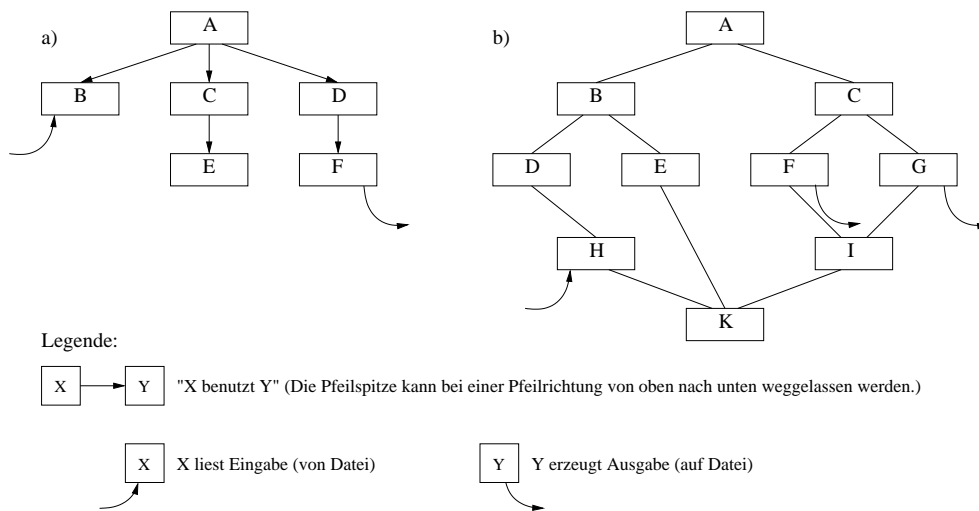 a)
A
B
C
D
E
F
b)
A
B
C
D
E
F
G
H
I
K
Legende:
X
Y
"X benutzt Y" (Die Pfeilspitze kann bei einer Pfeilrichtung von oben nach unten weggelassen werden.)
X
X liest Eingabe (von Datei)
Y
Y erzeugt Ausgabe (auf Datei)